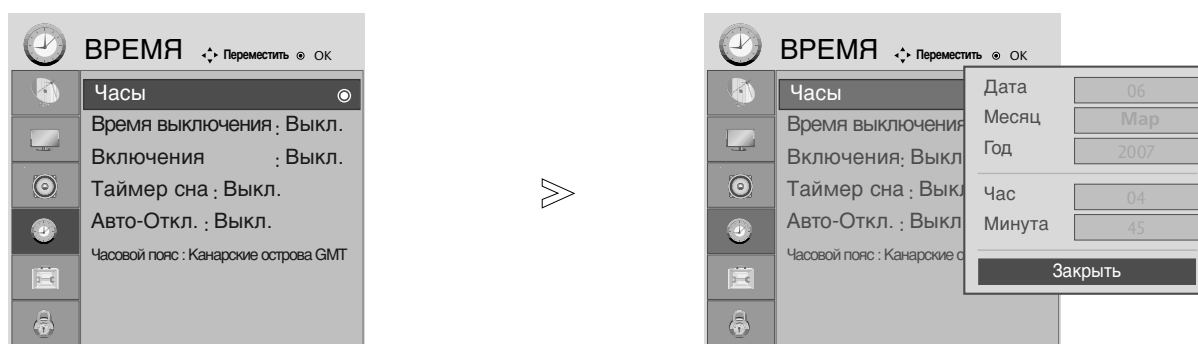 ВРЕМЯ Переместить OK
Часы
Время выключения : Выкл.
Включения : Выкл.
Таймер сна : Выкл.
Авто-Откл. : Выкл.
Часовой пояс : Канарские острова GMT
ВРЕМЯ Переместить OK
Часы
Время выключения
Включения: Выкл
Таймер сна : Выкл
Авто-Откл. : Выкл
Часовой пояс : Канарские о
Дата 06
Месяц Мар
Год 2007
Час 04
Минута 45
Закрыть